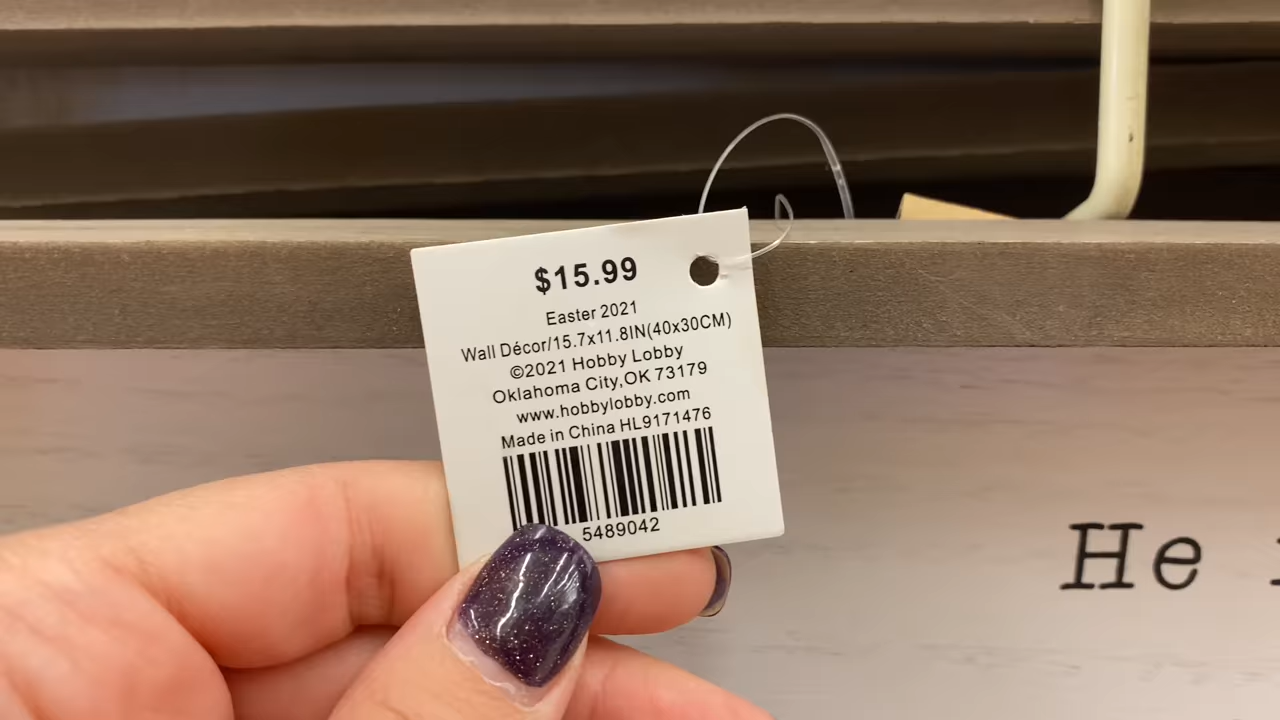 $15.99
Easter 2021
Wall Décor/15.7x11.8IN(40x30CM)
©2021 Hobby Lobby
Oklahoma City,OK 73179
www.hobbylobby.com
Made in China HL9171476
5489042
He